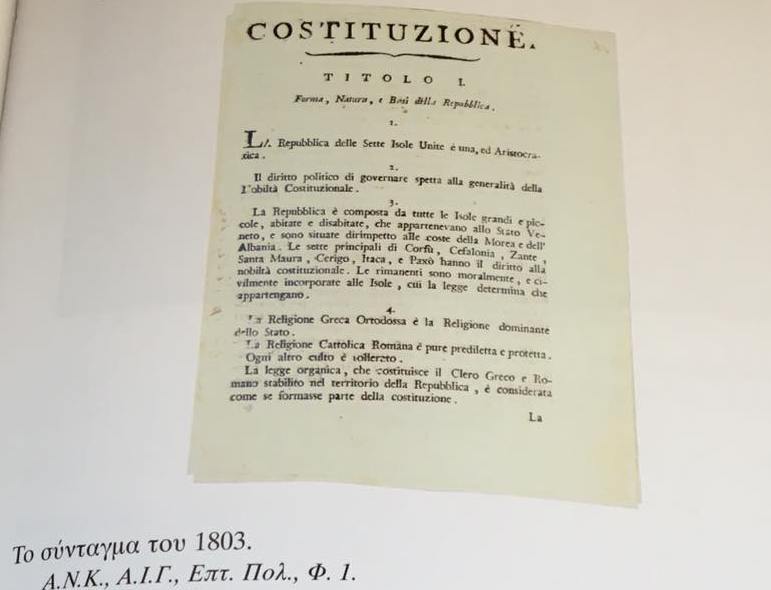 COSTITUZIONE.
TITOLO I.
Forma, Natura, e Basi della Repubblica.
1.
La Repubblica delle Sette Isole Unite è una, ed Aristocra-
tica.
2.
Il diritto politico di governare spetta alla generalità della
Nobiltà Costituzionale.
3.
La Repubblica è composta da tutte le Isole grandi e pic-
cole, abitate e disabitate, che appartenevano allo Stato Ve-
neto, e sono situate dirimpetto alle coste della Morea e dell'
Albania. Le sette principali di Corfù, Cefalonia, Zante,
Santa Maura, Cerigo, Itaca, e Paxò hanno il diritto alla
nobiltà costituzionale. Le rimanenti sono moralmente, e ci-
vilmente incorporate alle Isole, cui la legge determina che
appartengano.
4.
La Religione Greca Ortodossa è la Religione dominante
dello Stato.
La Religione Cattolica Romana è pure prediletta e protetta.
Ogni altro culto è tollerato.
La legge organica, che costituisce il Clero Greco e Ro-
mano stabilito nel territorio della Repubblica, è considerata
come se formasse parte della costituzione.
La
Το σύνταγμα του 1803.
Α.Ν.Κ., Α.Ι.Γ., Επτ. Πολ., Φ. 1.